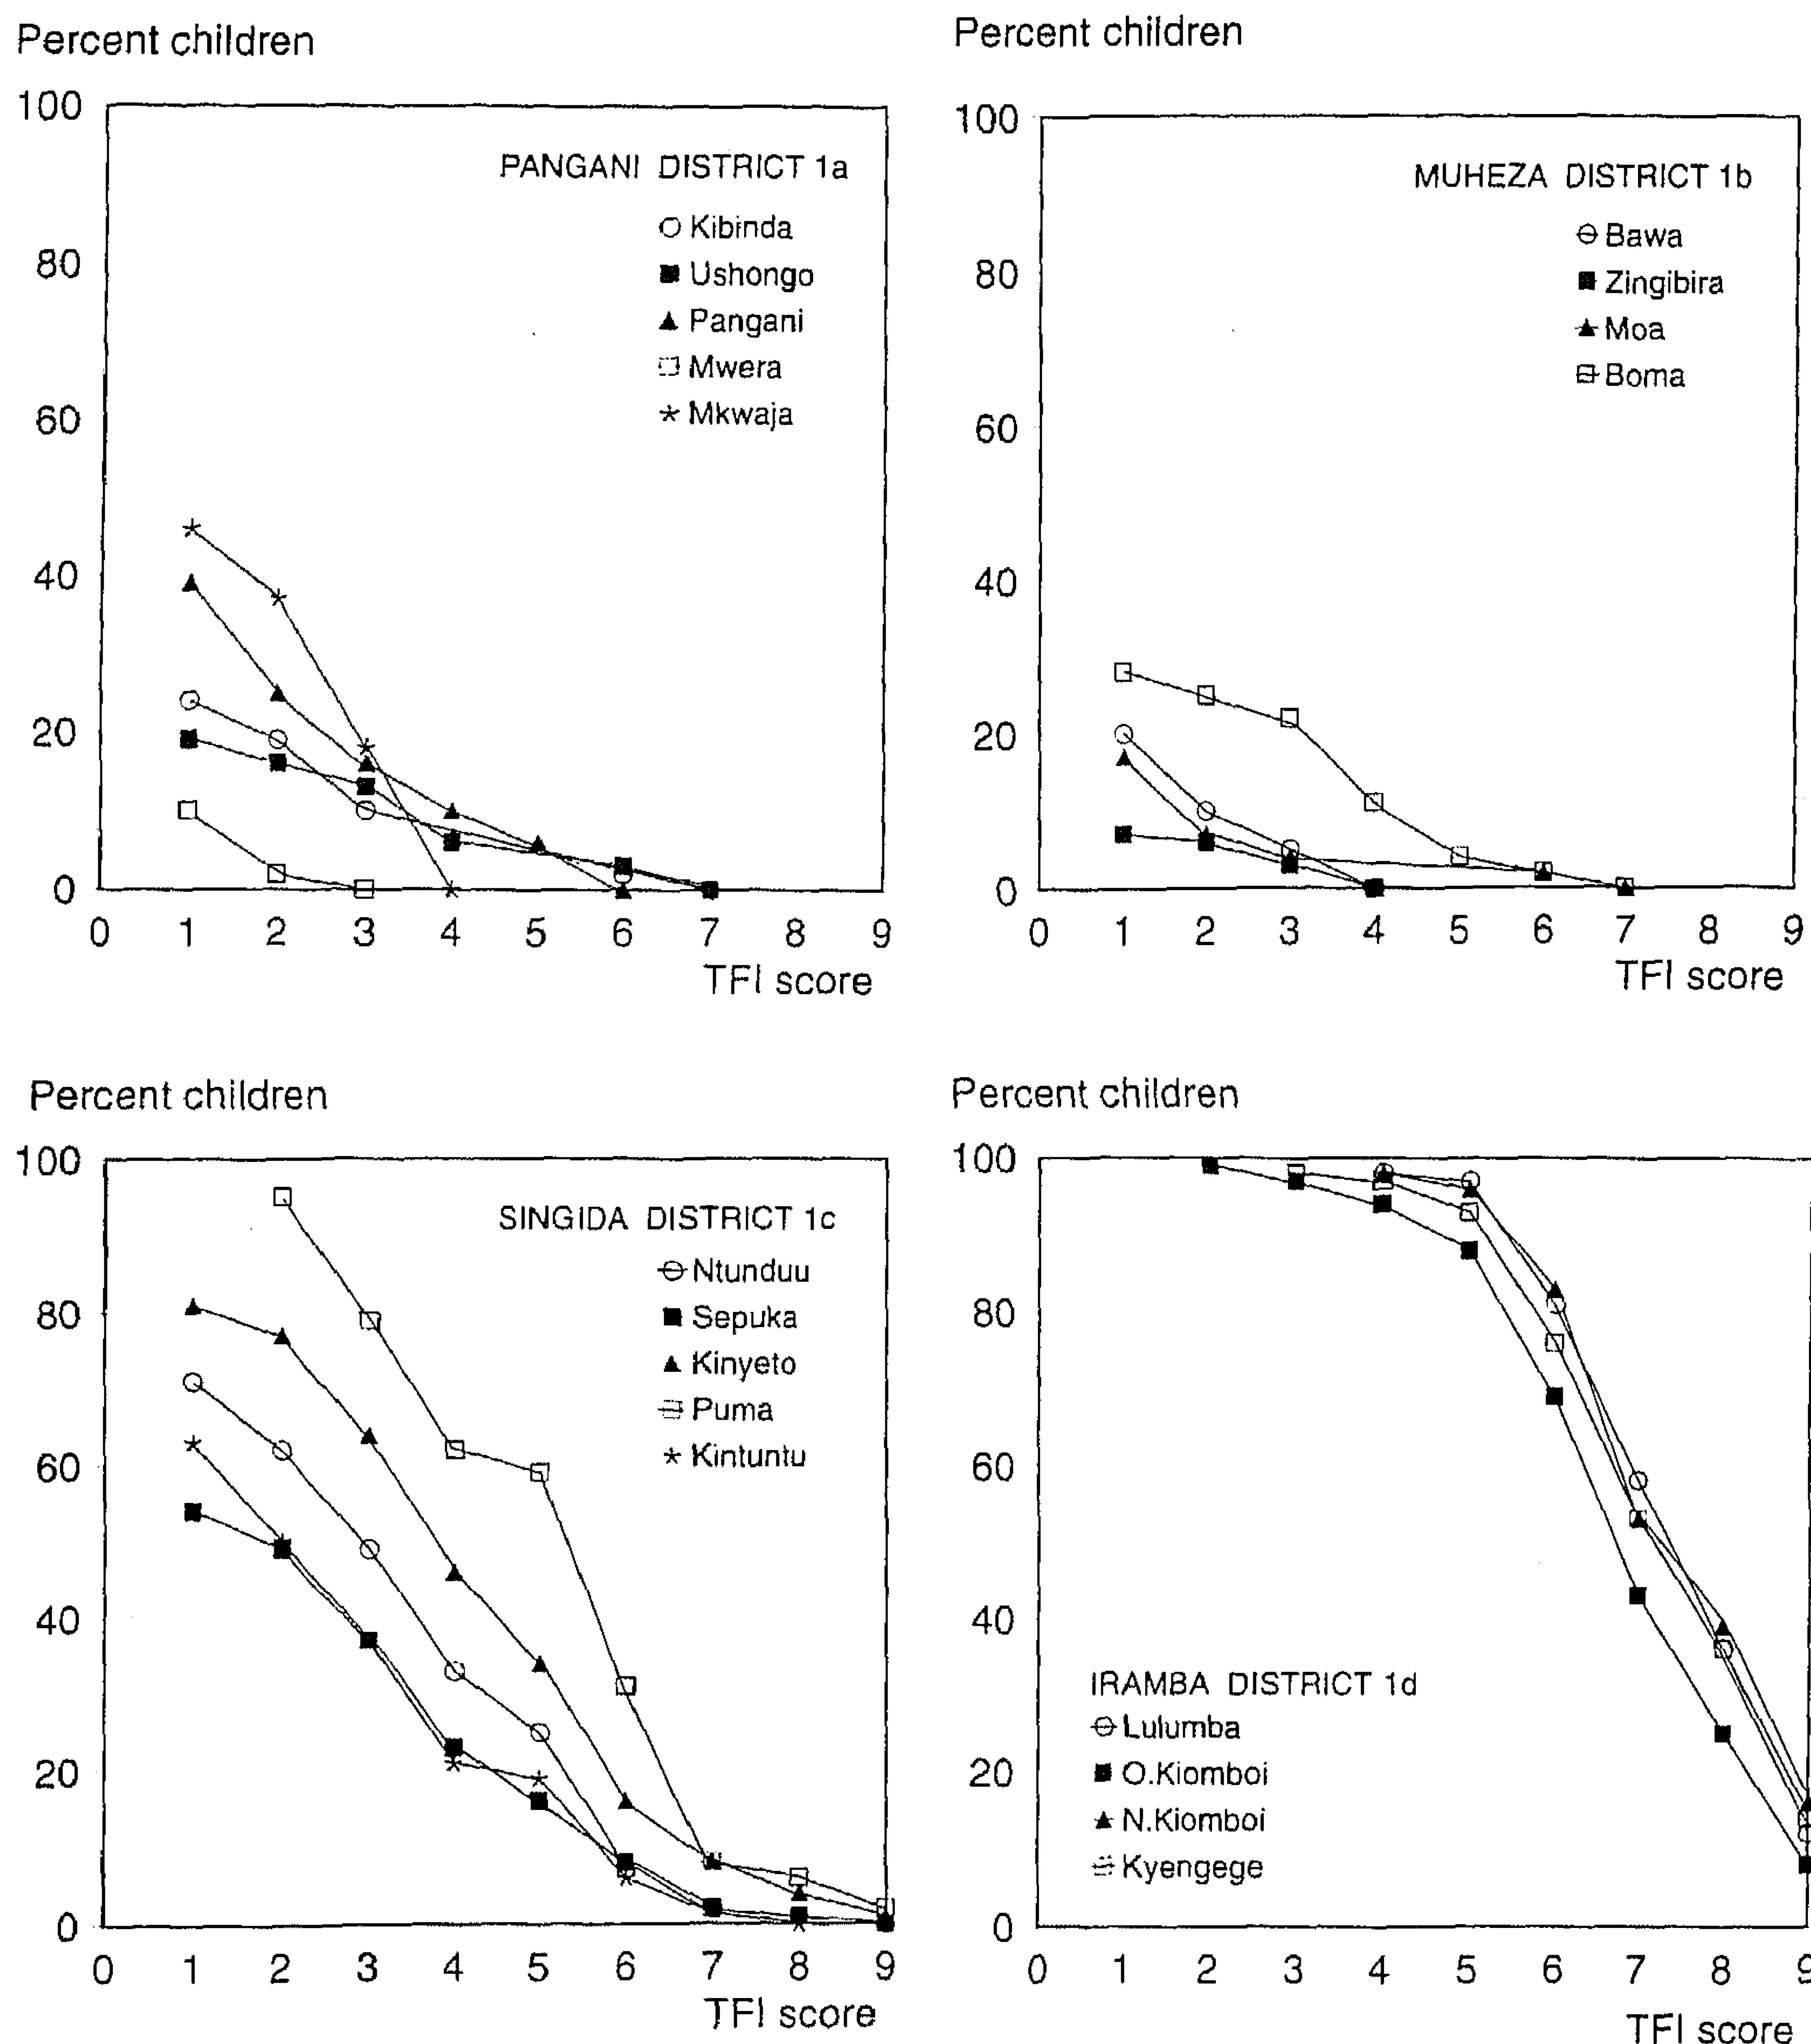 Percent children
100
80
60
40
20
0
PANGANI DISTRICT 1a
Kibinda
Ushongo
Pangani
Mwera
Mkwaja
0 1 2 3 4 5 6 7 8 9
TFI score
Percent children
100
80
60
40
20
0
MUHEZA DISTRICT 1b
Bawa
Zingibira
Moa
Boma
0 1 2 3 4 5 6 7 8 9
TFI score
Percent children
100
80
60
40
20
0
SINGIDA DISTRICT 1c
Ntunduu
Sepuka
Kinyeto
Puma
Kintuntu
0 1 2 3 4 5 6 7 8 9
TFI score
Percent children
100
80
60
40
20
0
IRAMBA DISTRICT 1d
Lulumba
O.Kiomboi
N.Kiomboi
Kyengege
0 1 2 3 4 5 6 7 8 9
TFI score